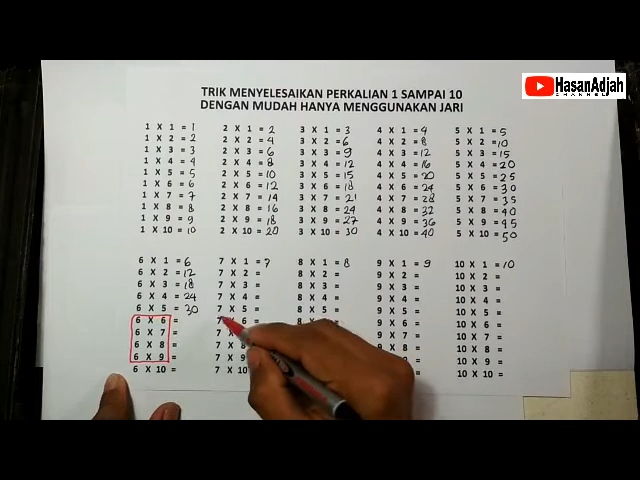 HasanAdjah
CHANNEL
TRIK MENYELESAIKAN PERKALIAN 1 SAMPAI 10
DENGAN MUDAH HANYA MENGGUNAKAN JARI
1 X 1 = 1
1 X 2 = 2
1 X 3 = 3
1 X 4 = 4
1 X 5 = 5
1 X 6 = 6
1 X 7 = 7
1 X 8 = 8
1 X 9 = 9
1 X 10 = 10
2 X 1 = 2
2 X 2 = 4
2 X 3 = 6
2 X 4 = 8
2 X 5 = 10
2 X 6 = 12
2 X 7 = 14
2 X 8 = 16
2 X 9 = 18
2 X 10 = 20
3 X 1 = 3
3 X 2 = 6
3 X 3 = 9
3 X 4 = 12
3 X 5 = 15
3 X 6 = 18
3 X 7 = 21
3 X 8 = 24
3 X 9 = 27
3 X 10 = 30
4 X 1 = 4
4 X 2 = 8
4 X 3 = 12
4 X 4 = 16
4 X 5 = 20
4 X 6 = 24
4 X 7 = 28
4 X 8 = 32
4 X 9 = 36
4 X 10 = 40
5 X 1 = 5
5 X 2 = 10
5 X 3 = 15
5 X 4 = 20
5 X 5 = 25
5 X 6 = 30
5 X 7 = 35
5 X 8 = 40
5 X 9 = 45
5 X 10 = 50
6 X 1 = 6
6 X 2 = 12
6 X 3 = 18
6 X 4 = 24
6 X 5 = 30
6 X 6 =
6 X 7 =
6 X 8 =
6 X 9 =
6 X 10 =
7 X 1 = 7
7 X 2 =
7 X 3 =
7 X 4 =
7 X 5 =
7 X 6 =
7 X
7 X 8
7 X 9
7 X 10
8 X 1 = 8
8 X 2 =
8 X 3 =
8 X 4 =
8 X 5 =
8
9 X 1 = 9
9 X 2 =
9 X 3 =
9 X 4 =
9 X 5 =
9 X 6 =
9 X 7 =
9 X 8 =
X 9 =
X 10 =
10 X 1 = 10
10 X 2 =
10 X 3 =
10 X 4 =
10 X 5 =
10 X 6 =
10 X 7 =
10 X 8 =
10 X 9 =
10 X 10 =